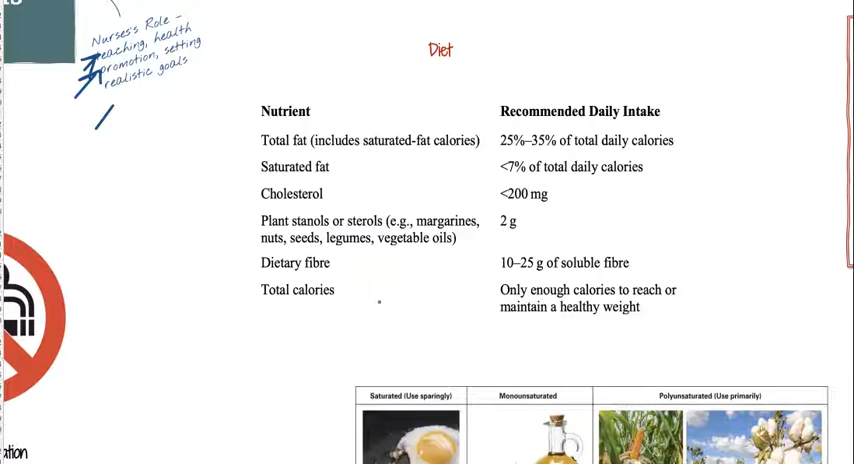 Nurses's Role -
teaching, health
promotion, setting
realistic goals
Diet
Nutrient Recommended Daily Intake
Total fat (includes saturated-fat calories) 25%–35% of total daily calories
Saturated fat <7% of total daily calories
Cholesterol <200 mg
Plant stanols or sterols (e.g., margarines, 2 g
nuts, seeds, legumes, vegetable oils)
Dietary fibre 10–25 g of soluble fibre
Total calories Only enough calories to reach or
maintain a healthy weight
Saturated (Use sparingly) Monounsaturated Polyunsaturated (Use primarily)